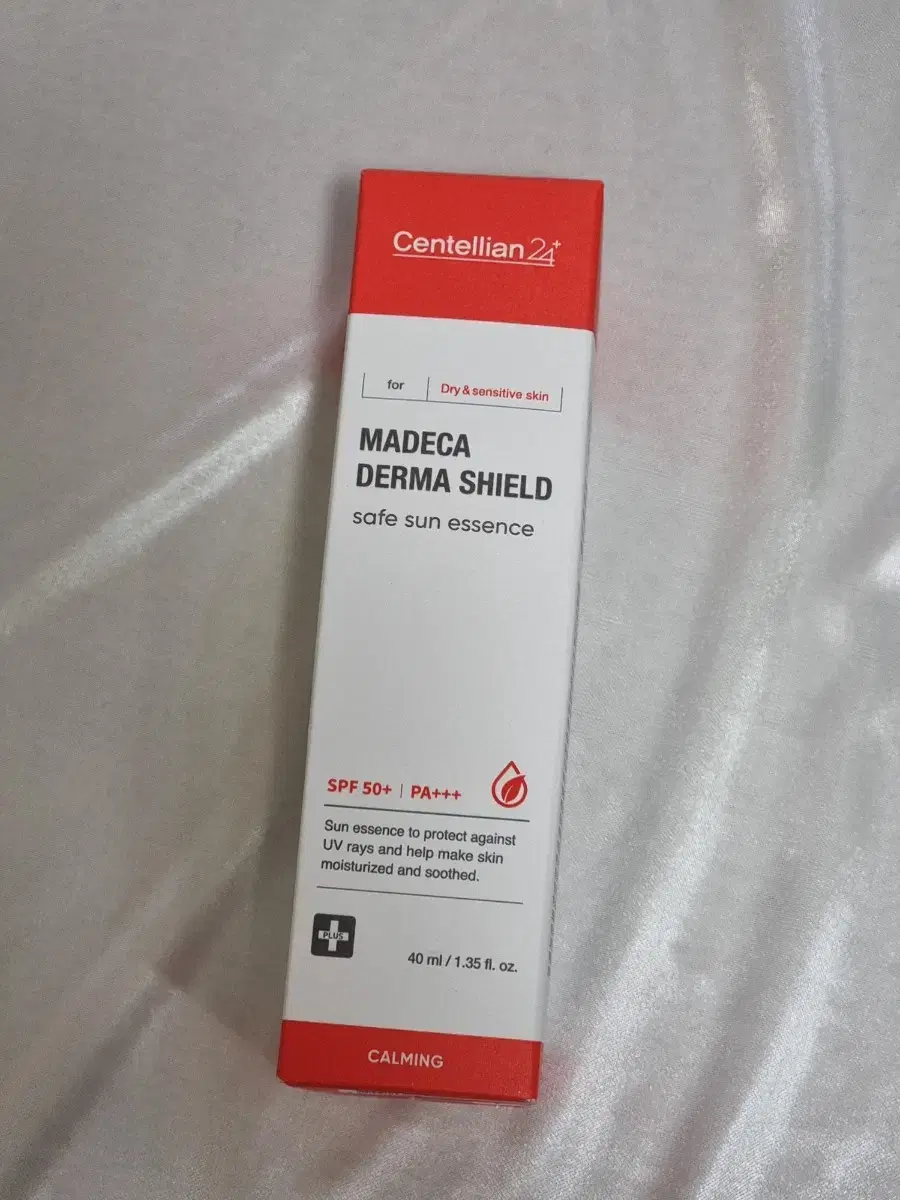 Centellian24+
for
Dry & sensitive skin
MADECA
DERMA SHIELD
safe sun essence
SPF 50+ | PA+++
Sun essence to protect against
UV rays and help make skin
moisturized and soothed.
PLUS
40 ml / 1.35 fl. oz.
CALMING